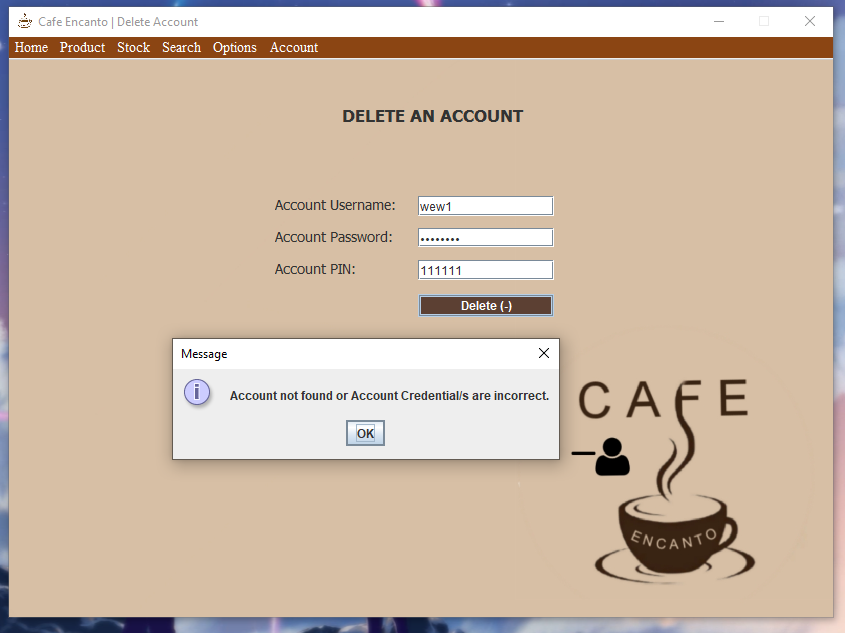 Cafe Encanto | Delete Account
Home Product Stock Search Options Account
DELETE AN ACCOUNT
Account Username: wew1
Account Password: ••••••••
Account PIN: 111111
Delete (-)
Message
i
Account not found or Account Credential/s are incorrect.
OK
CAFE
ENCANTO